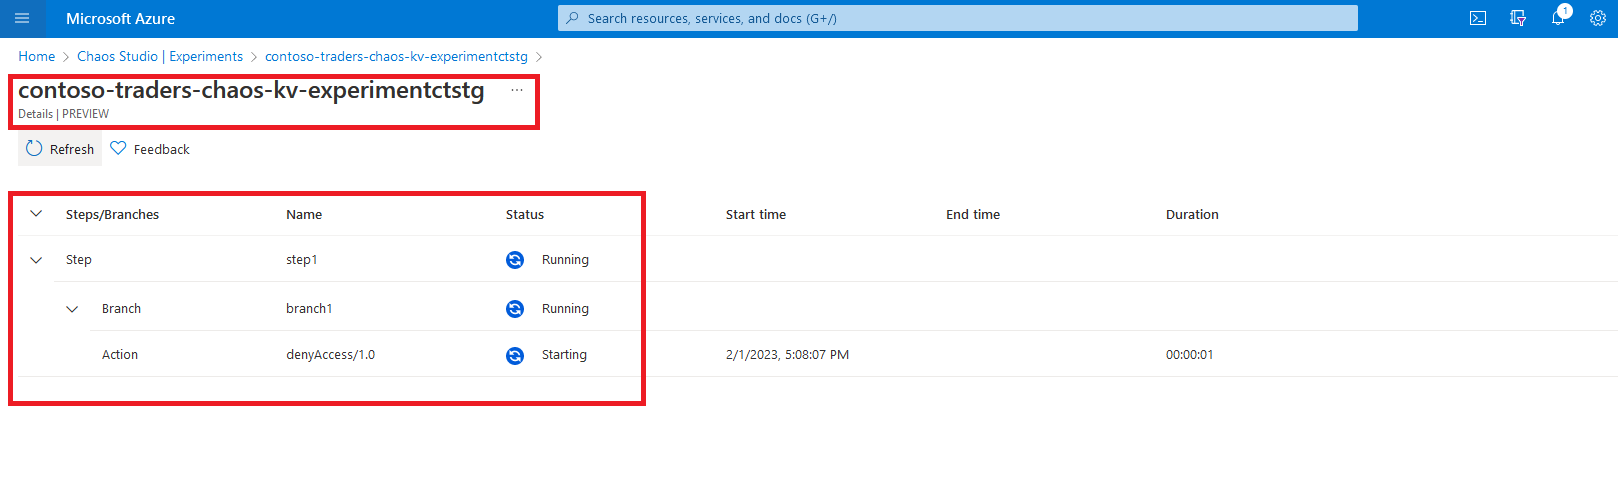 Microsoft Azure
Search resources, services, and docs (G+/)
1
Home > Chaos Studio | Experiments > contoso-traders-chaos-kv-experimentctstg >
contoso-traders-chaos-kv-experimentctstg ...
Details | PREVIEW
Refresh Feedback
Steps/Branches Name Status Start time End time Duration
Step step1 Running
Branch branch1 Running
Action denyAccess/1.0 Starting 2/1/2023, 5:08:07 PM 00:00:01